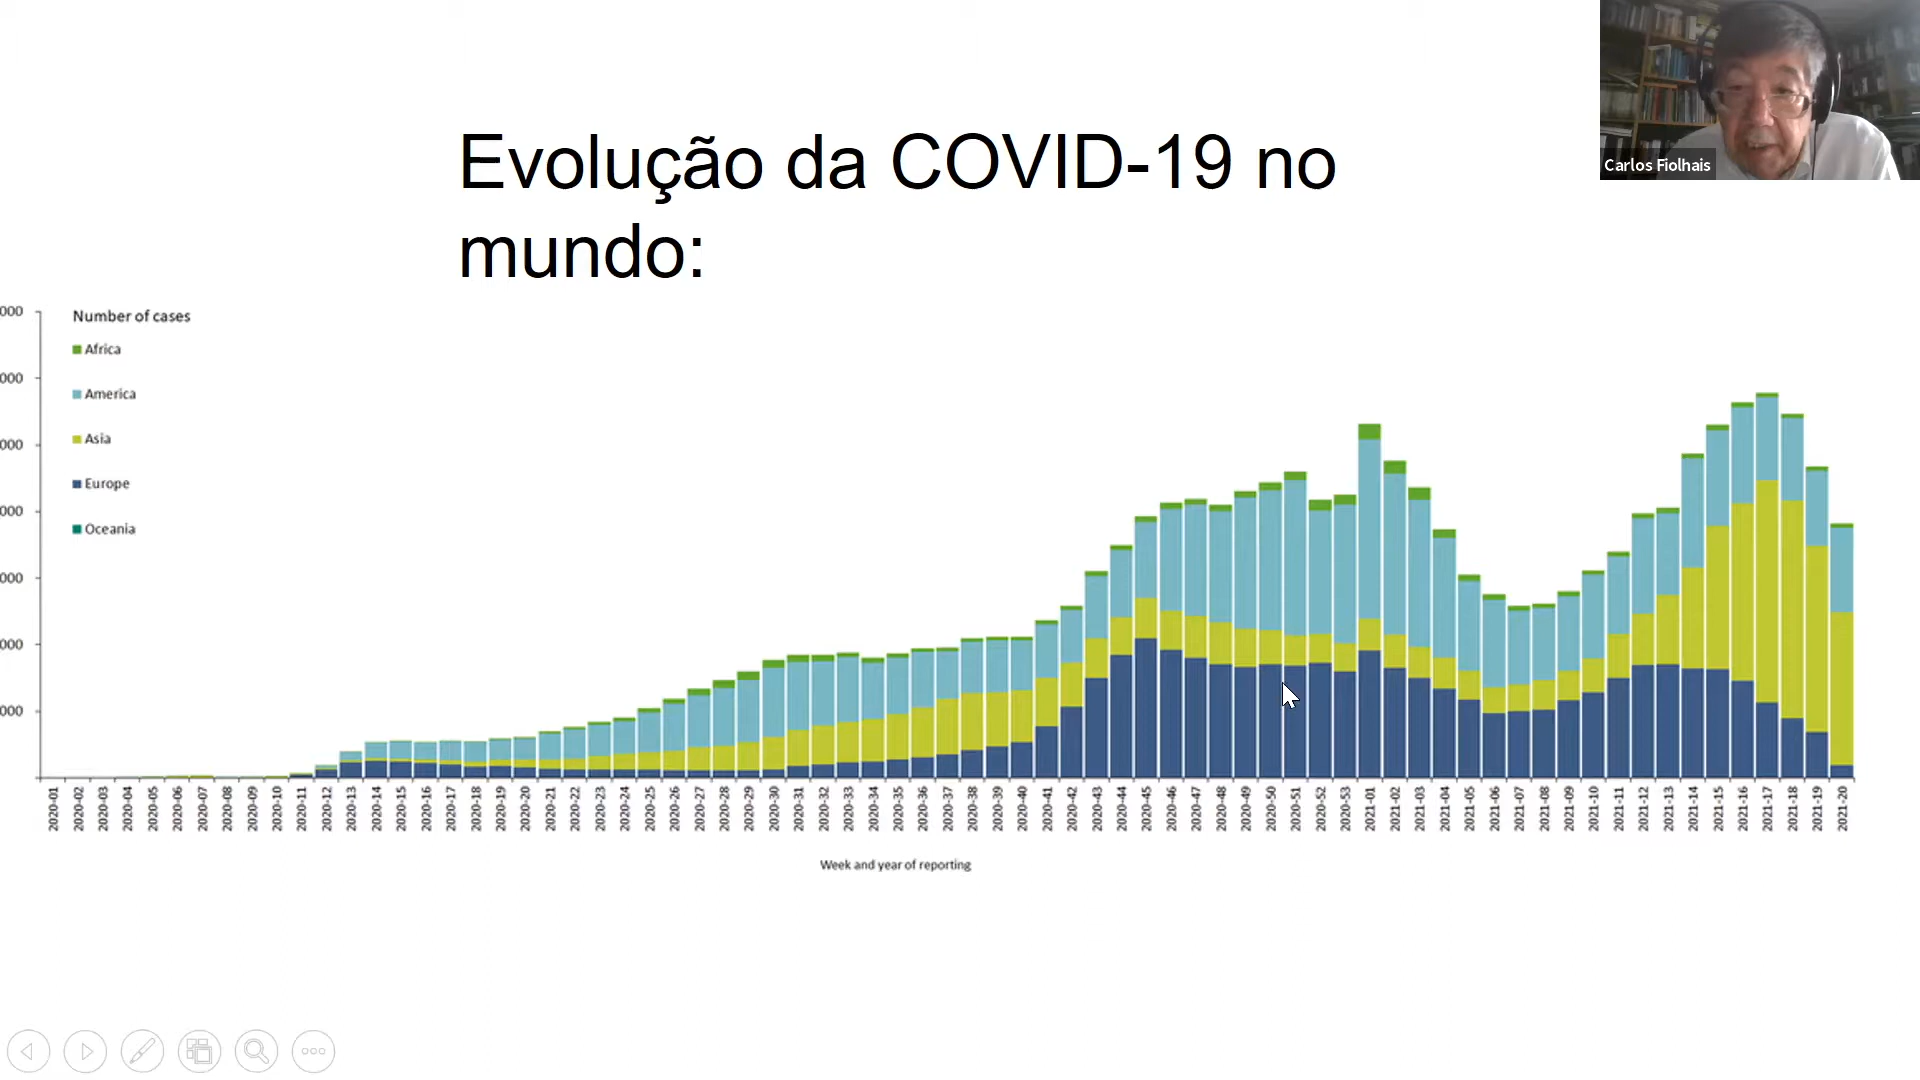 Carlos Fiolhais
Evolução da COVID-19 no
mundo:
Number of cases
Africa
America
Asia
Europe
Oceania
000
000
000
000
000
000
000
2020-01 2020-02 2020-03 2020-04 2020-05 2020-06 2020-07 2020-08 2020-09 2020-10 2020-11 2020-12 2020-13 2020-14 2020-15 2020-16 2020-17 2020-18 2020-19 2020-20 2020-21 2020-22 2020-23 2020-24 2020-25 2020-26 2020-27 2020-28 2020-29 2020-30 2020-31 2020-32 2020-33 2020-34 2020-35 2020-36 2020-37 2020-38 2020-39 2020-40 2020-41 2020-42 2020-43 2020-44 2020-45 2020-46 2020-47 2020-48 2020-49 2020-50 2020-51 2020-52 2020-53 2021-01 2021-02 2021-03 2021-04 2021-05 2021-06 2021-07 2021-08 2021-09 2021-10 2021-11 2021-12 2021-13 2021-14 2021-15 2021-16 2021-17 2021-18 2021-19 2021-20
Week and year of reporting